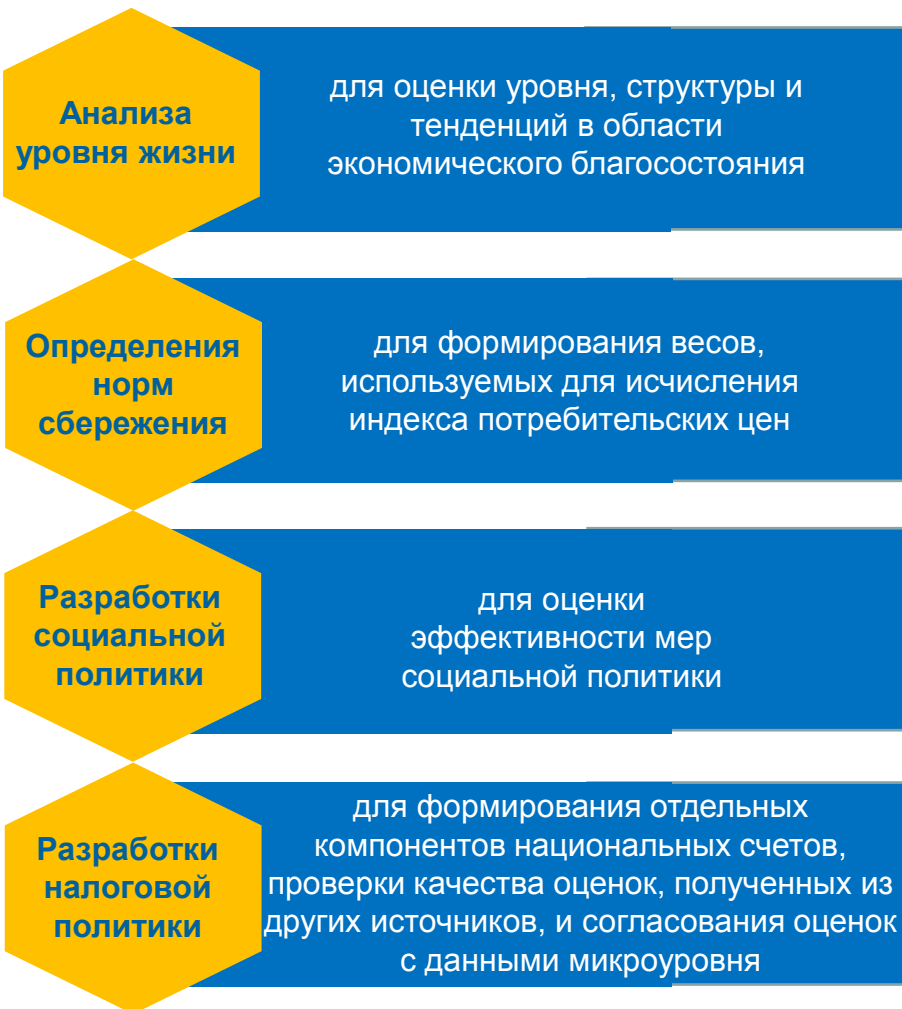 Анализа
уровня жизни
для оценки уровня, структуры и
тенденций в области
экономического благосостояния
Определения
норм
сбережения
для формирования весов,
используемых для исчисления
индекса потребительских цен
Разработки
социальной
политики
для оценки
эффективности мер
социальной политики
Разработки
налоговой
политики
для формирования отдельных
компонентов национальных счетов,
проверки качества оценок, полученных из
других источников, и согласования оценок
с данными микроуровня